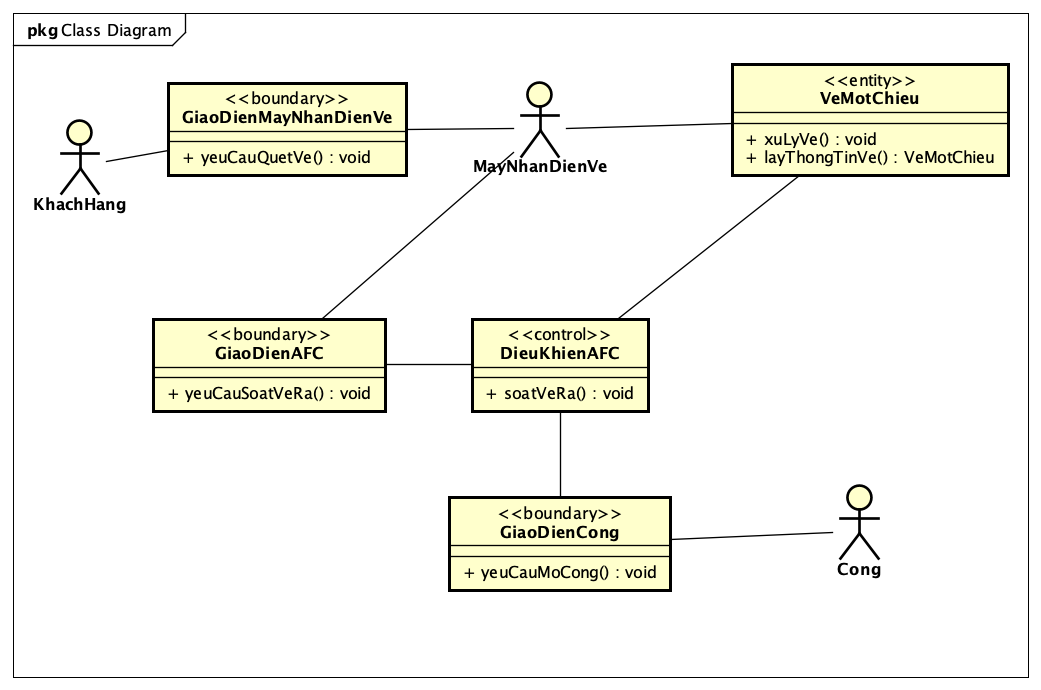 pkg Class Diagram
<<boundary>>
GiaoDienMayNhanDienVe
+ yeuCauQuetVe() : void
KhachHang
MayNhanDienVe
<<entity>>
VeMotChieu
+ xuLyVe() : void
+ layThongTinVe() : VeMotChieu
<<boundary>>
GiaoDienAFC
+ yeuCauSoatVeRa() : void
<<control>>
DieuKhienAFC
+ soatVeRa() : void
<<boundary>>
GiaoDienCong
+ yeuCauMoCong() : void
Cong